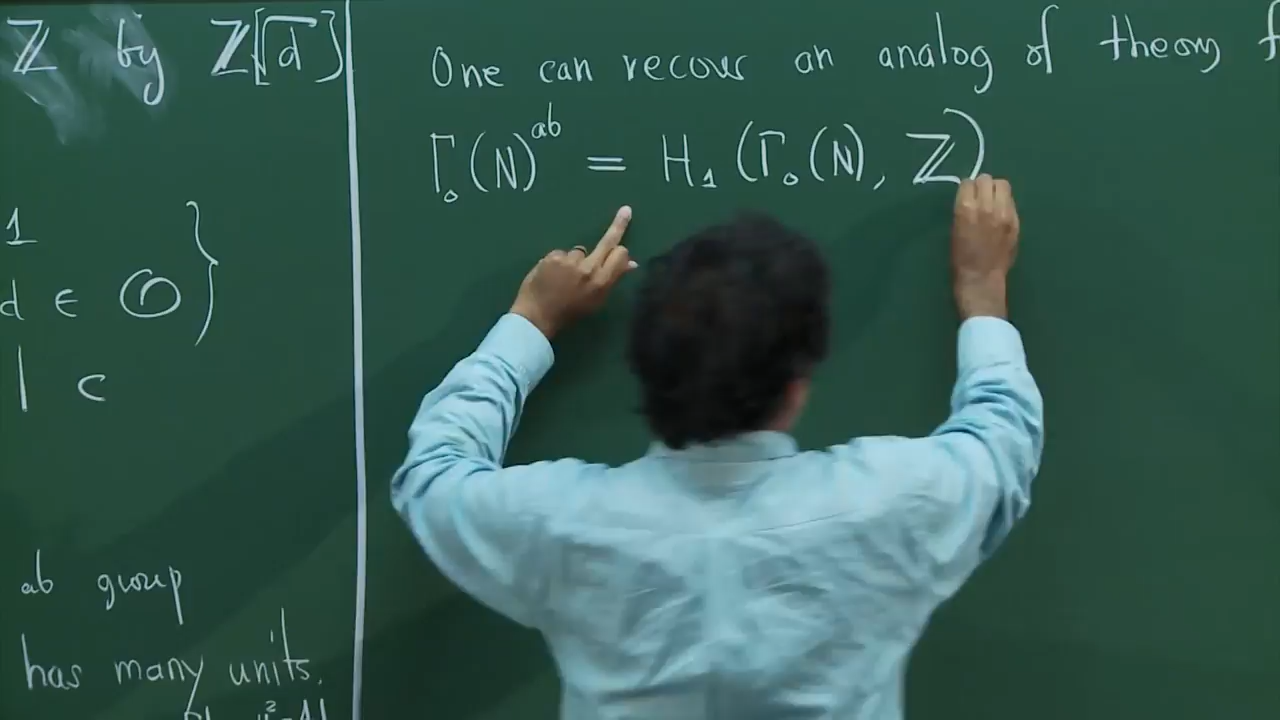 ℤ by ℤ[√d]
1
d ∈ 𝒪 }
| c
ab group
has many units.
One can recover an analog of theory f
Γ₀(N)^ab = H₁(Γ₀(N), ℤ)